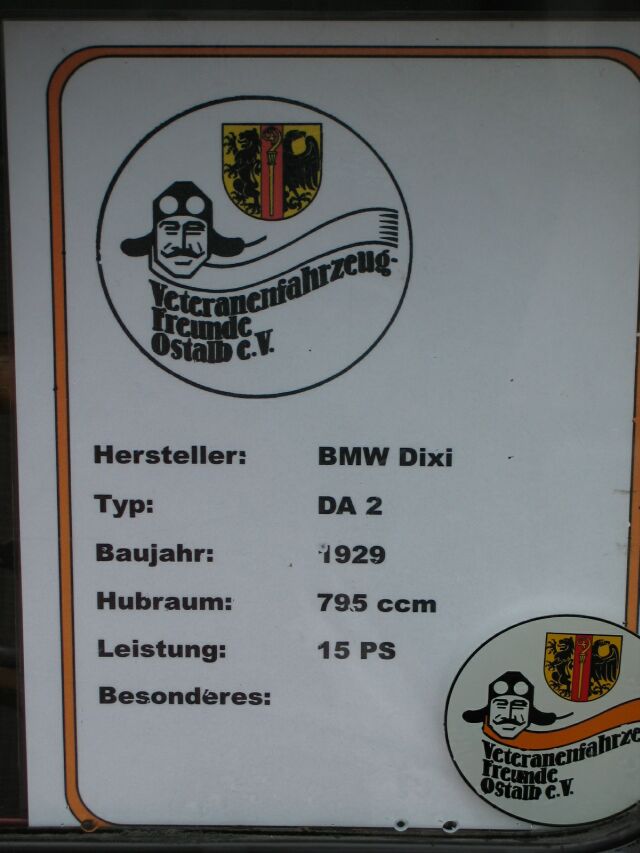 Veteranenfahrzeug-
Freunde
Ostalb e.V.
Hersteller: BMW Dixi
Typ: DA 2
Baujahr: 1929
Hubraum: 795 ccm
Leistung: 15 PS
Besonderes:
Veteranenfahrze
Freunde
Ostalb e.V.